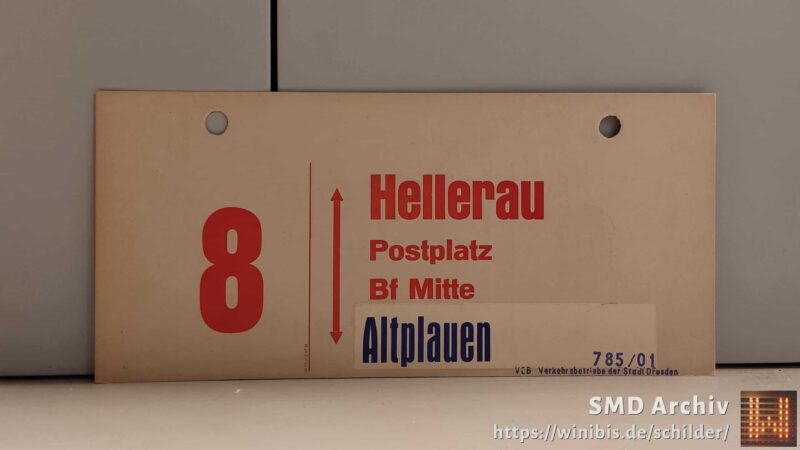 8
Hellerau
Postplatz
Bf Mitte
Altplauen
785/01
VEB Verkehrsbetriebe der Stadt Dresden
SMD Archiv
https://winibis.de/schilder/